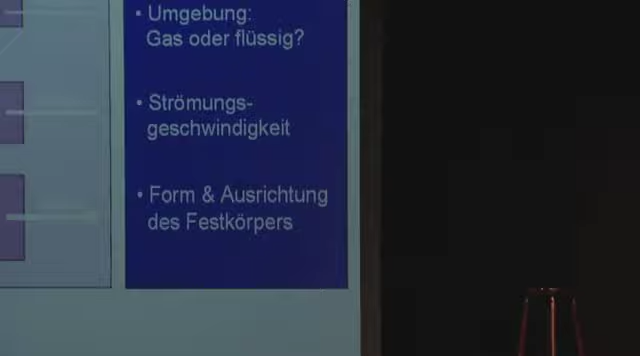 • Umgebung:
Gas oder flüssig?
• Strömungs-
geschwindigkeit
• Form & Ausrichtung
des Festkörpers